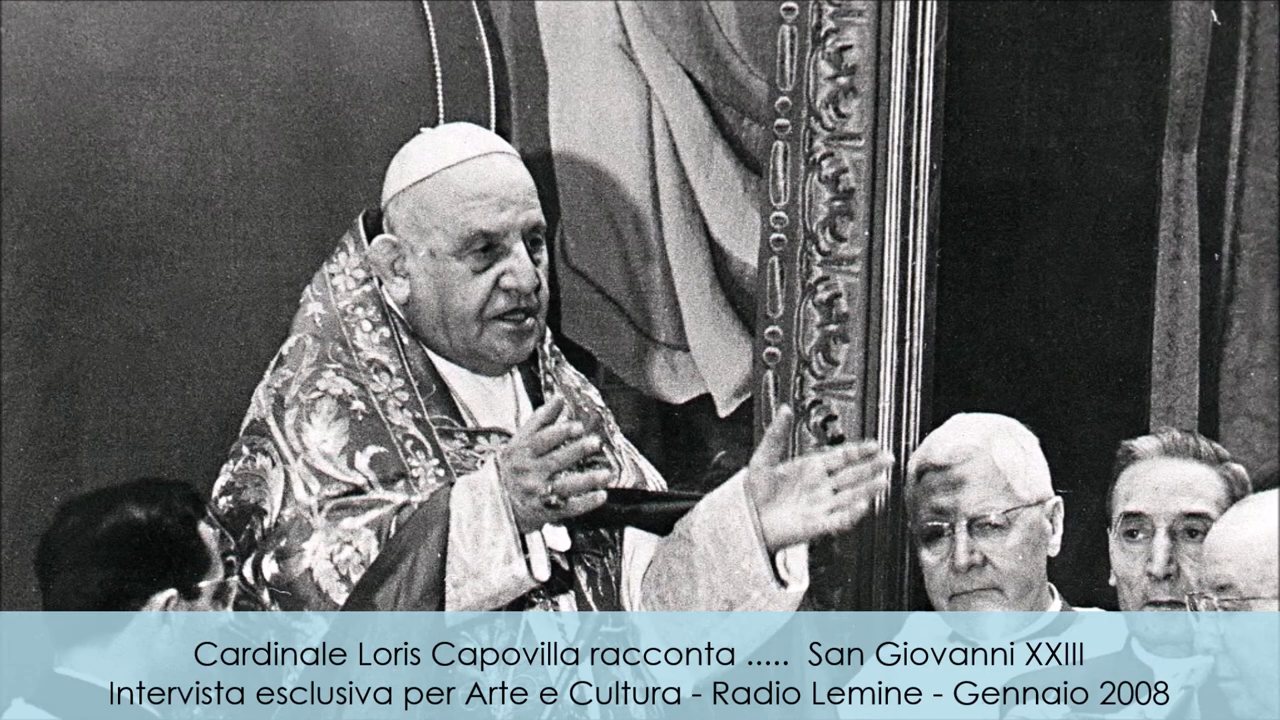 Cardinale Loris Capovilla racconta ..... San Giovanni XXIII
Intervista esclusiva per Arte e Cultura - Radio Lemine - Gennaio 2008